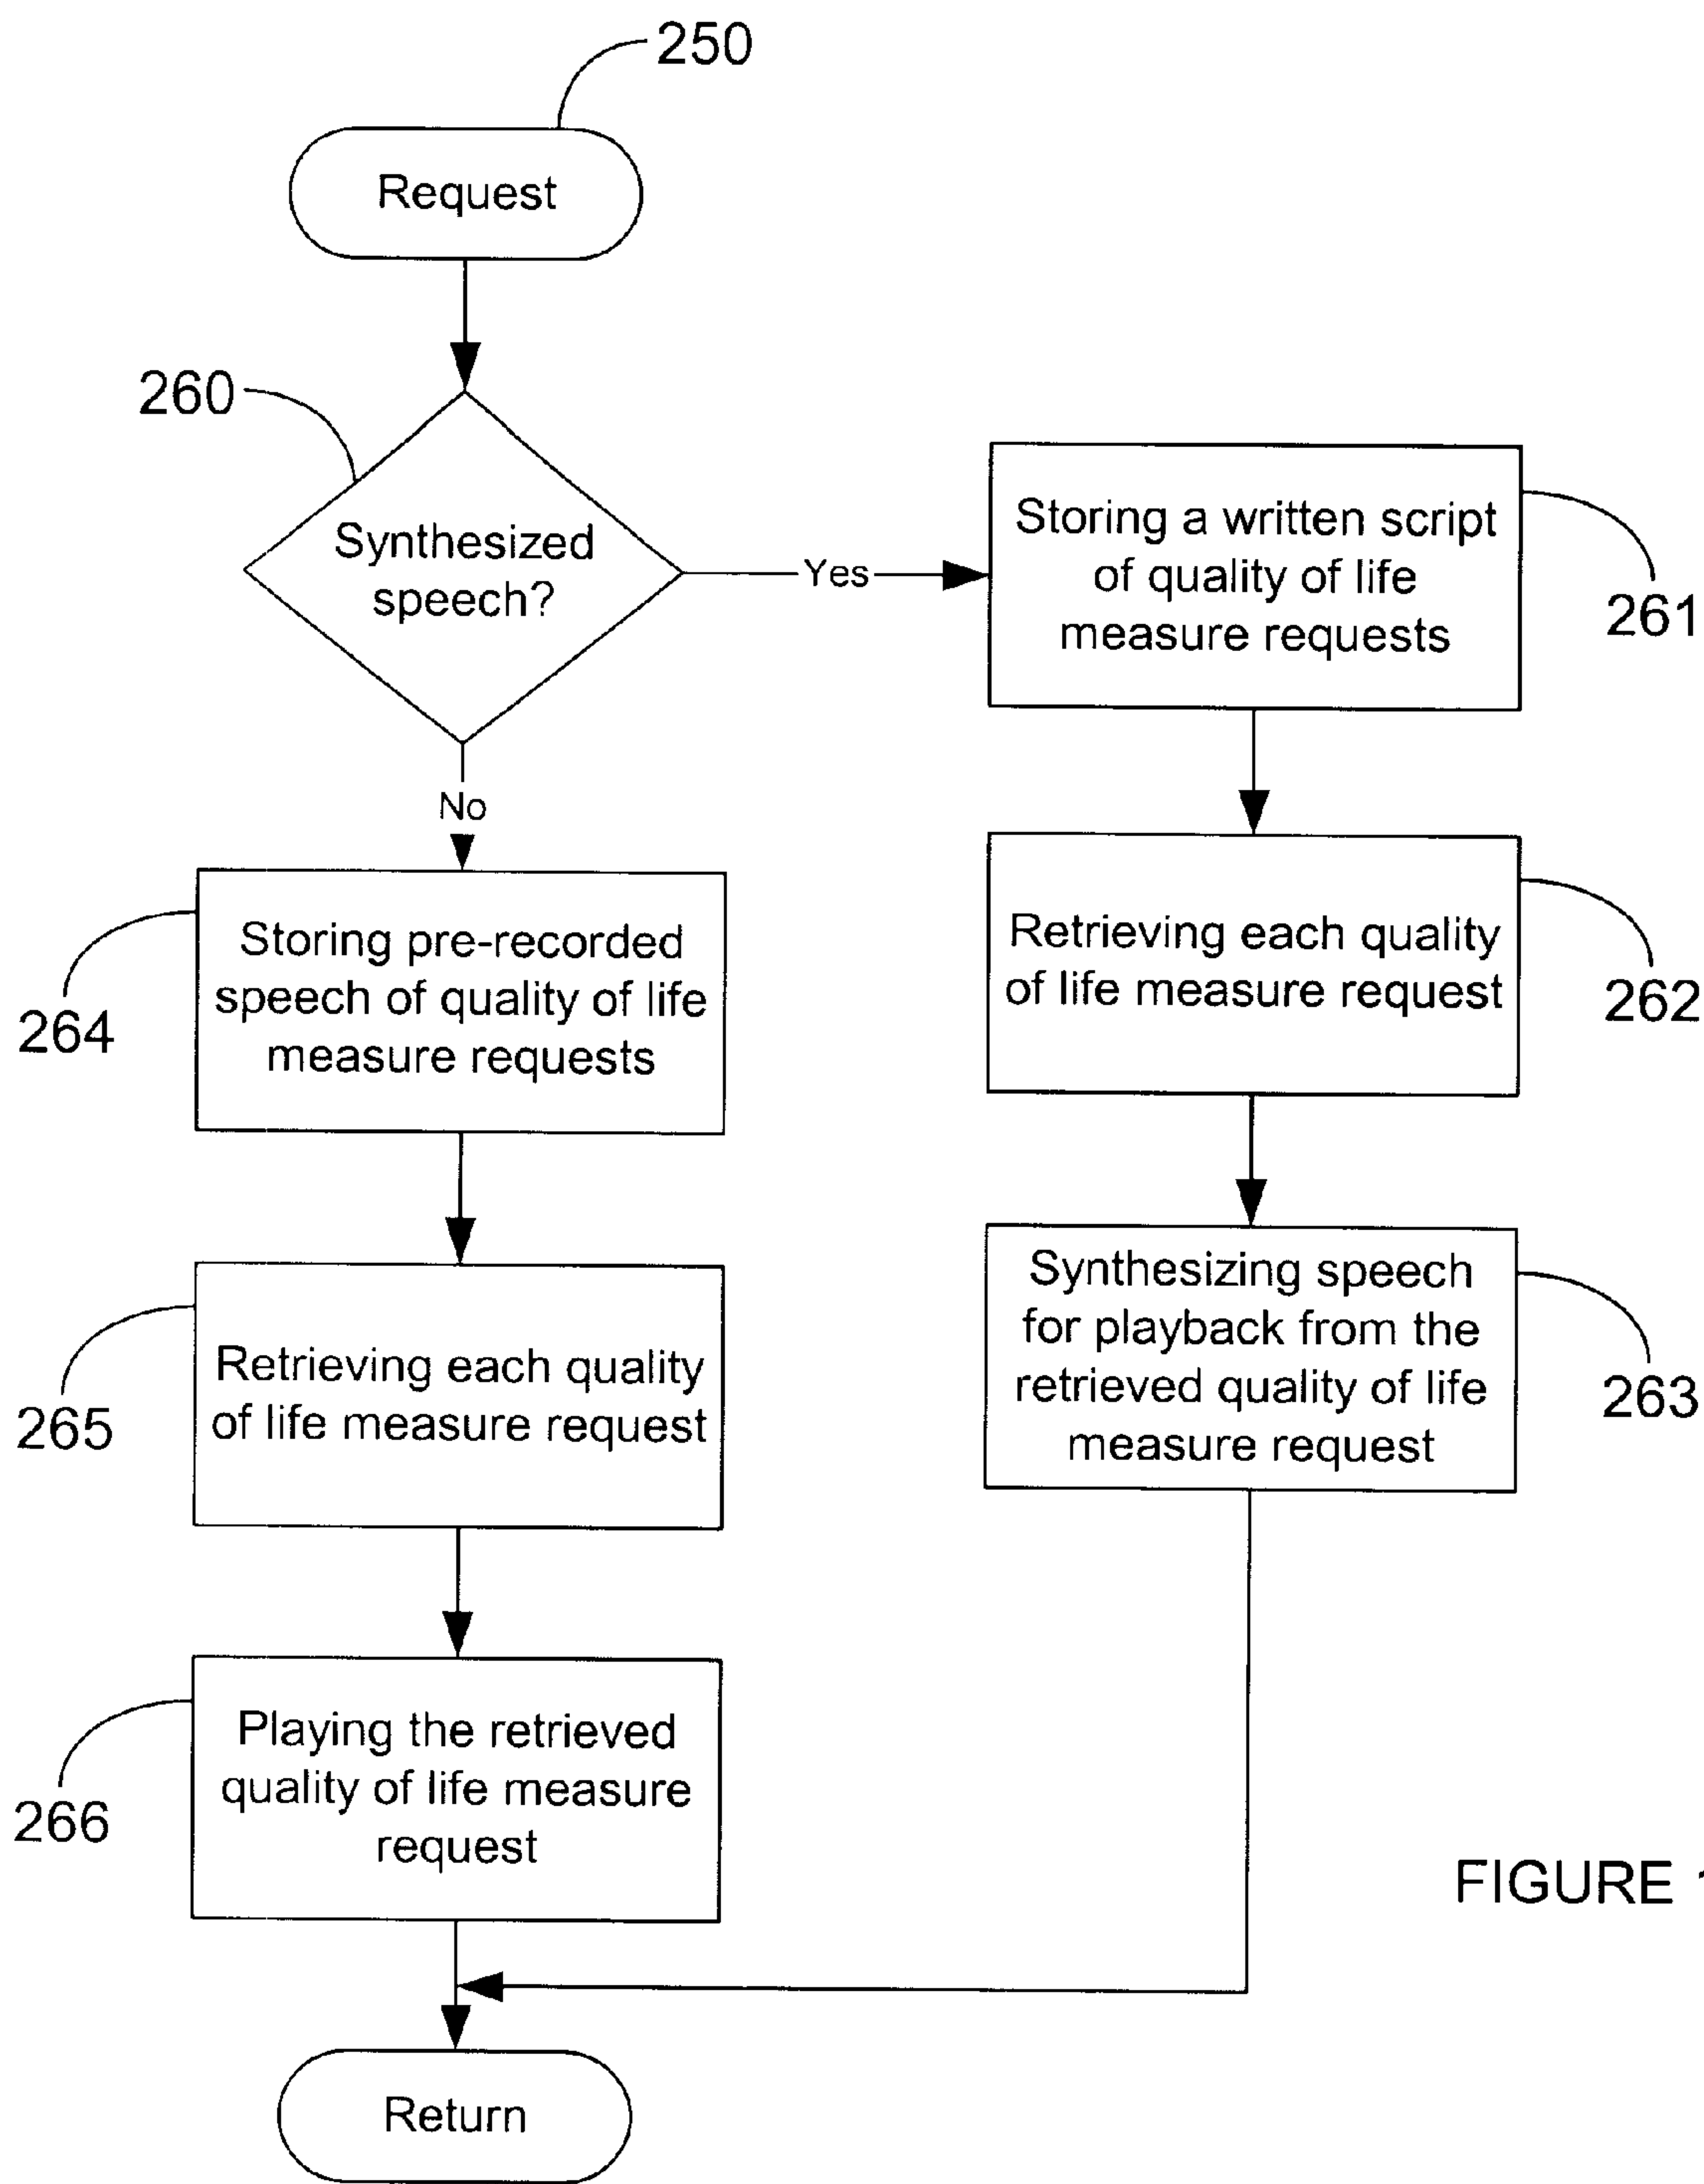 250
Request
260
Synthesized
speech?
Yes
No
Storing a written script
of quality of life
measure requests
261
Retrieving each quality
of life measure request
262
Synthesizing speech
for playback from the
retrieved quality of life
measure request
263
Storing pre-recorded
speech of quality of life
measure requests
264
Retrieving each quality
of life measure request
265
Playing the retrieved
quality of life measure
request
266
Return
FIGURE